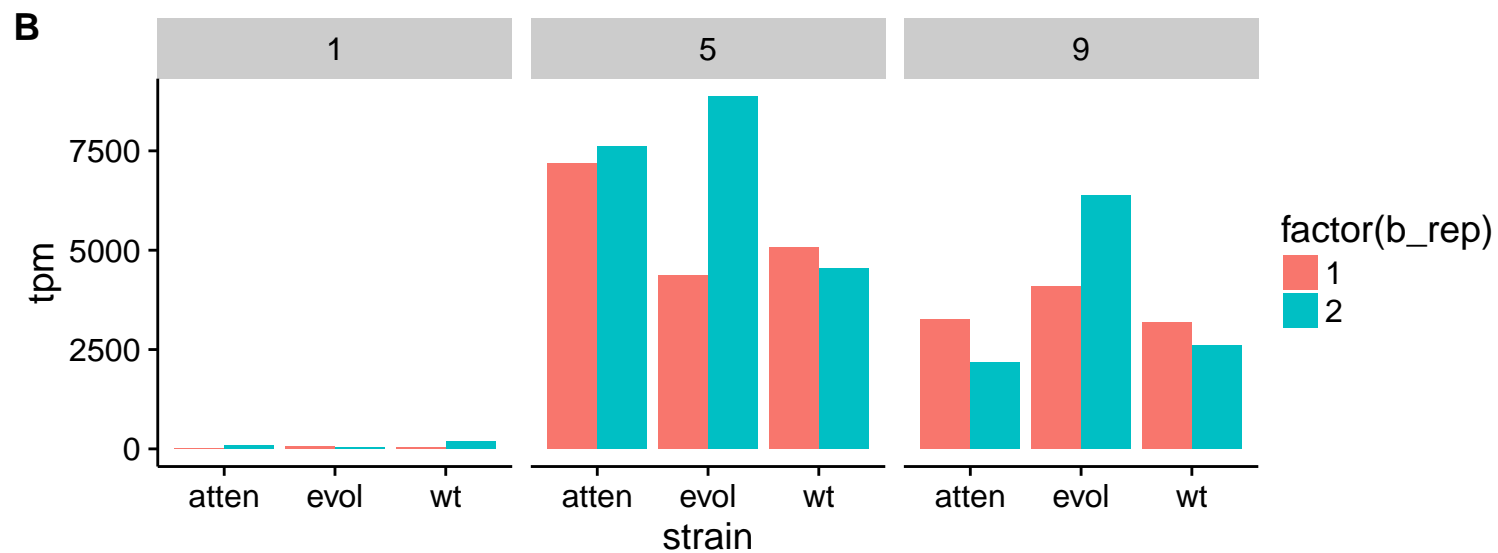 B
1 5 9
7500
5000
2500
0
tpm
atten evol wt atten evol wt atten evol wt
strain
factor(b_rep)
1
2